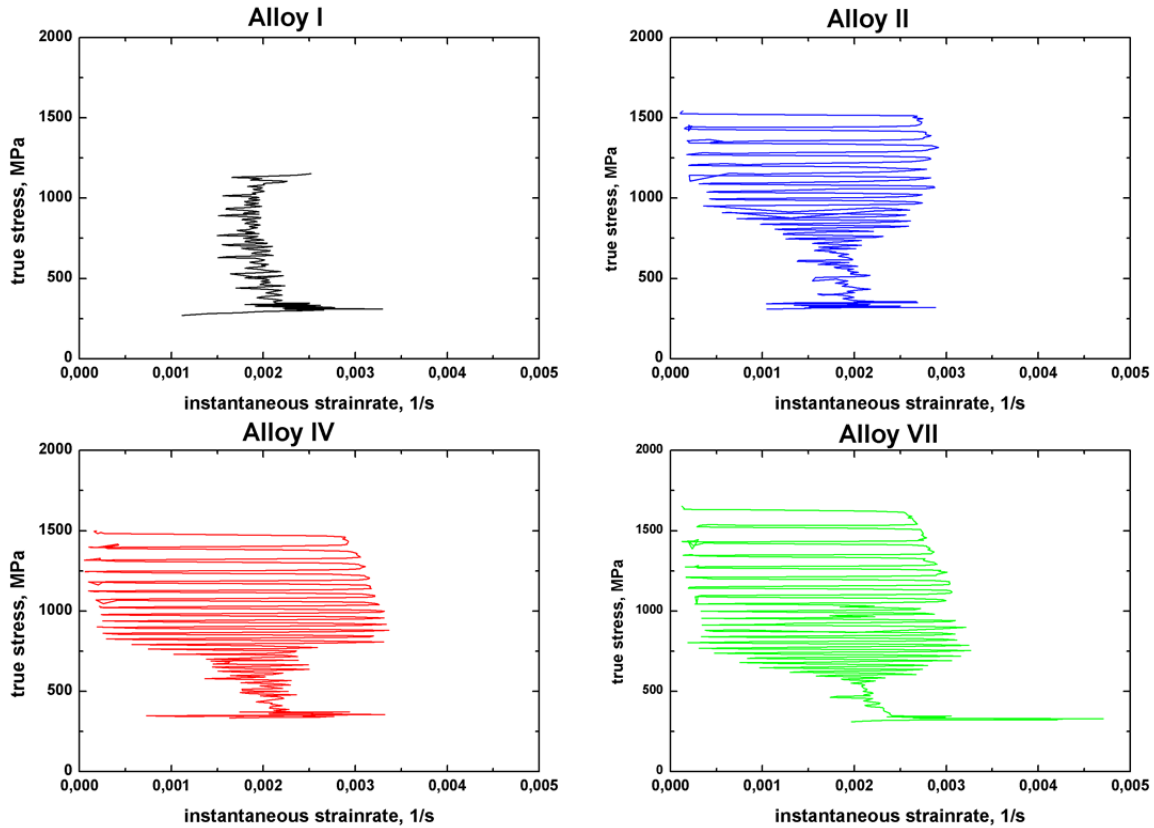 Alloy I
2000
1500
1000
500
0
true stress, MPa
0,000 0,001 0,002 0,003 0,004 0,005
instantaneous strainrate, 1/s
Alloy II
2000
1500
1000
500
0
true stress, MPa
0,000 0,001 0,002 0,003 0,004 0,005
instantaneous strainrate, 1/s
Alloy IV
2000
1500
1000
500
0
true stress, MPa
0,000 0,001 0,002 0,003 0,004 0,005
instantaneous strainrate, 1/s
Alloy VII
2000
1500
1000
500
0
true stress, MPa
0,000 0,001 0,002 0,003 0,004 0,005
instantaneous strainrate, 1/s